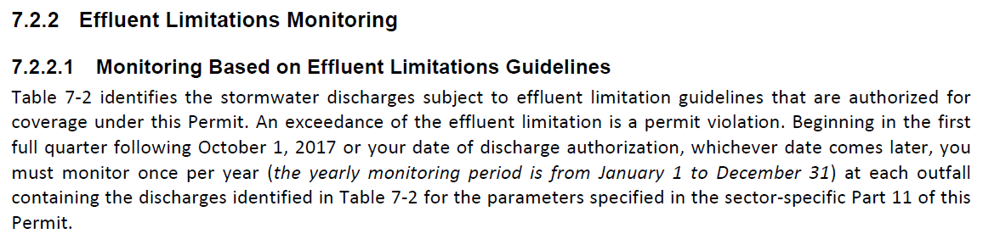 7.2.2 Effluent Limitations Monitoring
7.2.2.1 Monitoring Based on Effluent Limitations Guidelines
Table 7-2 identifies the stormwater discharges subject to effluent limitation guidelines that are authorized for
coverage under this Permit. An exceedance of the effluent limitation is a permit violation. Beginning in the first
full quarter following October 1, 2017 or your date of discharge authorization, whichever date comes later, you
must monitor once per year (the yearly monitoring period is from January 1 to December 31) at each outfall
containing the discharges identified in Table 7-2 for the parameters specified in the sector-specific Part 11 of this
Permit.